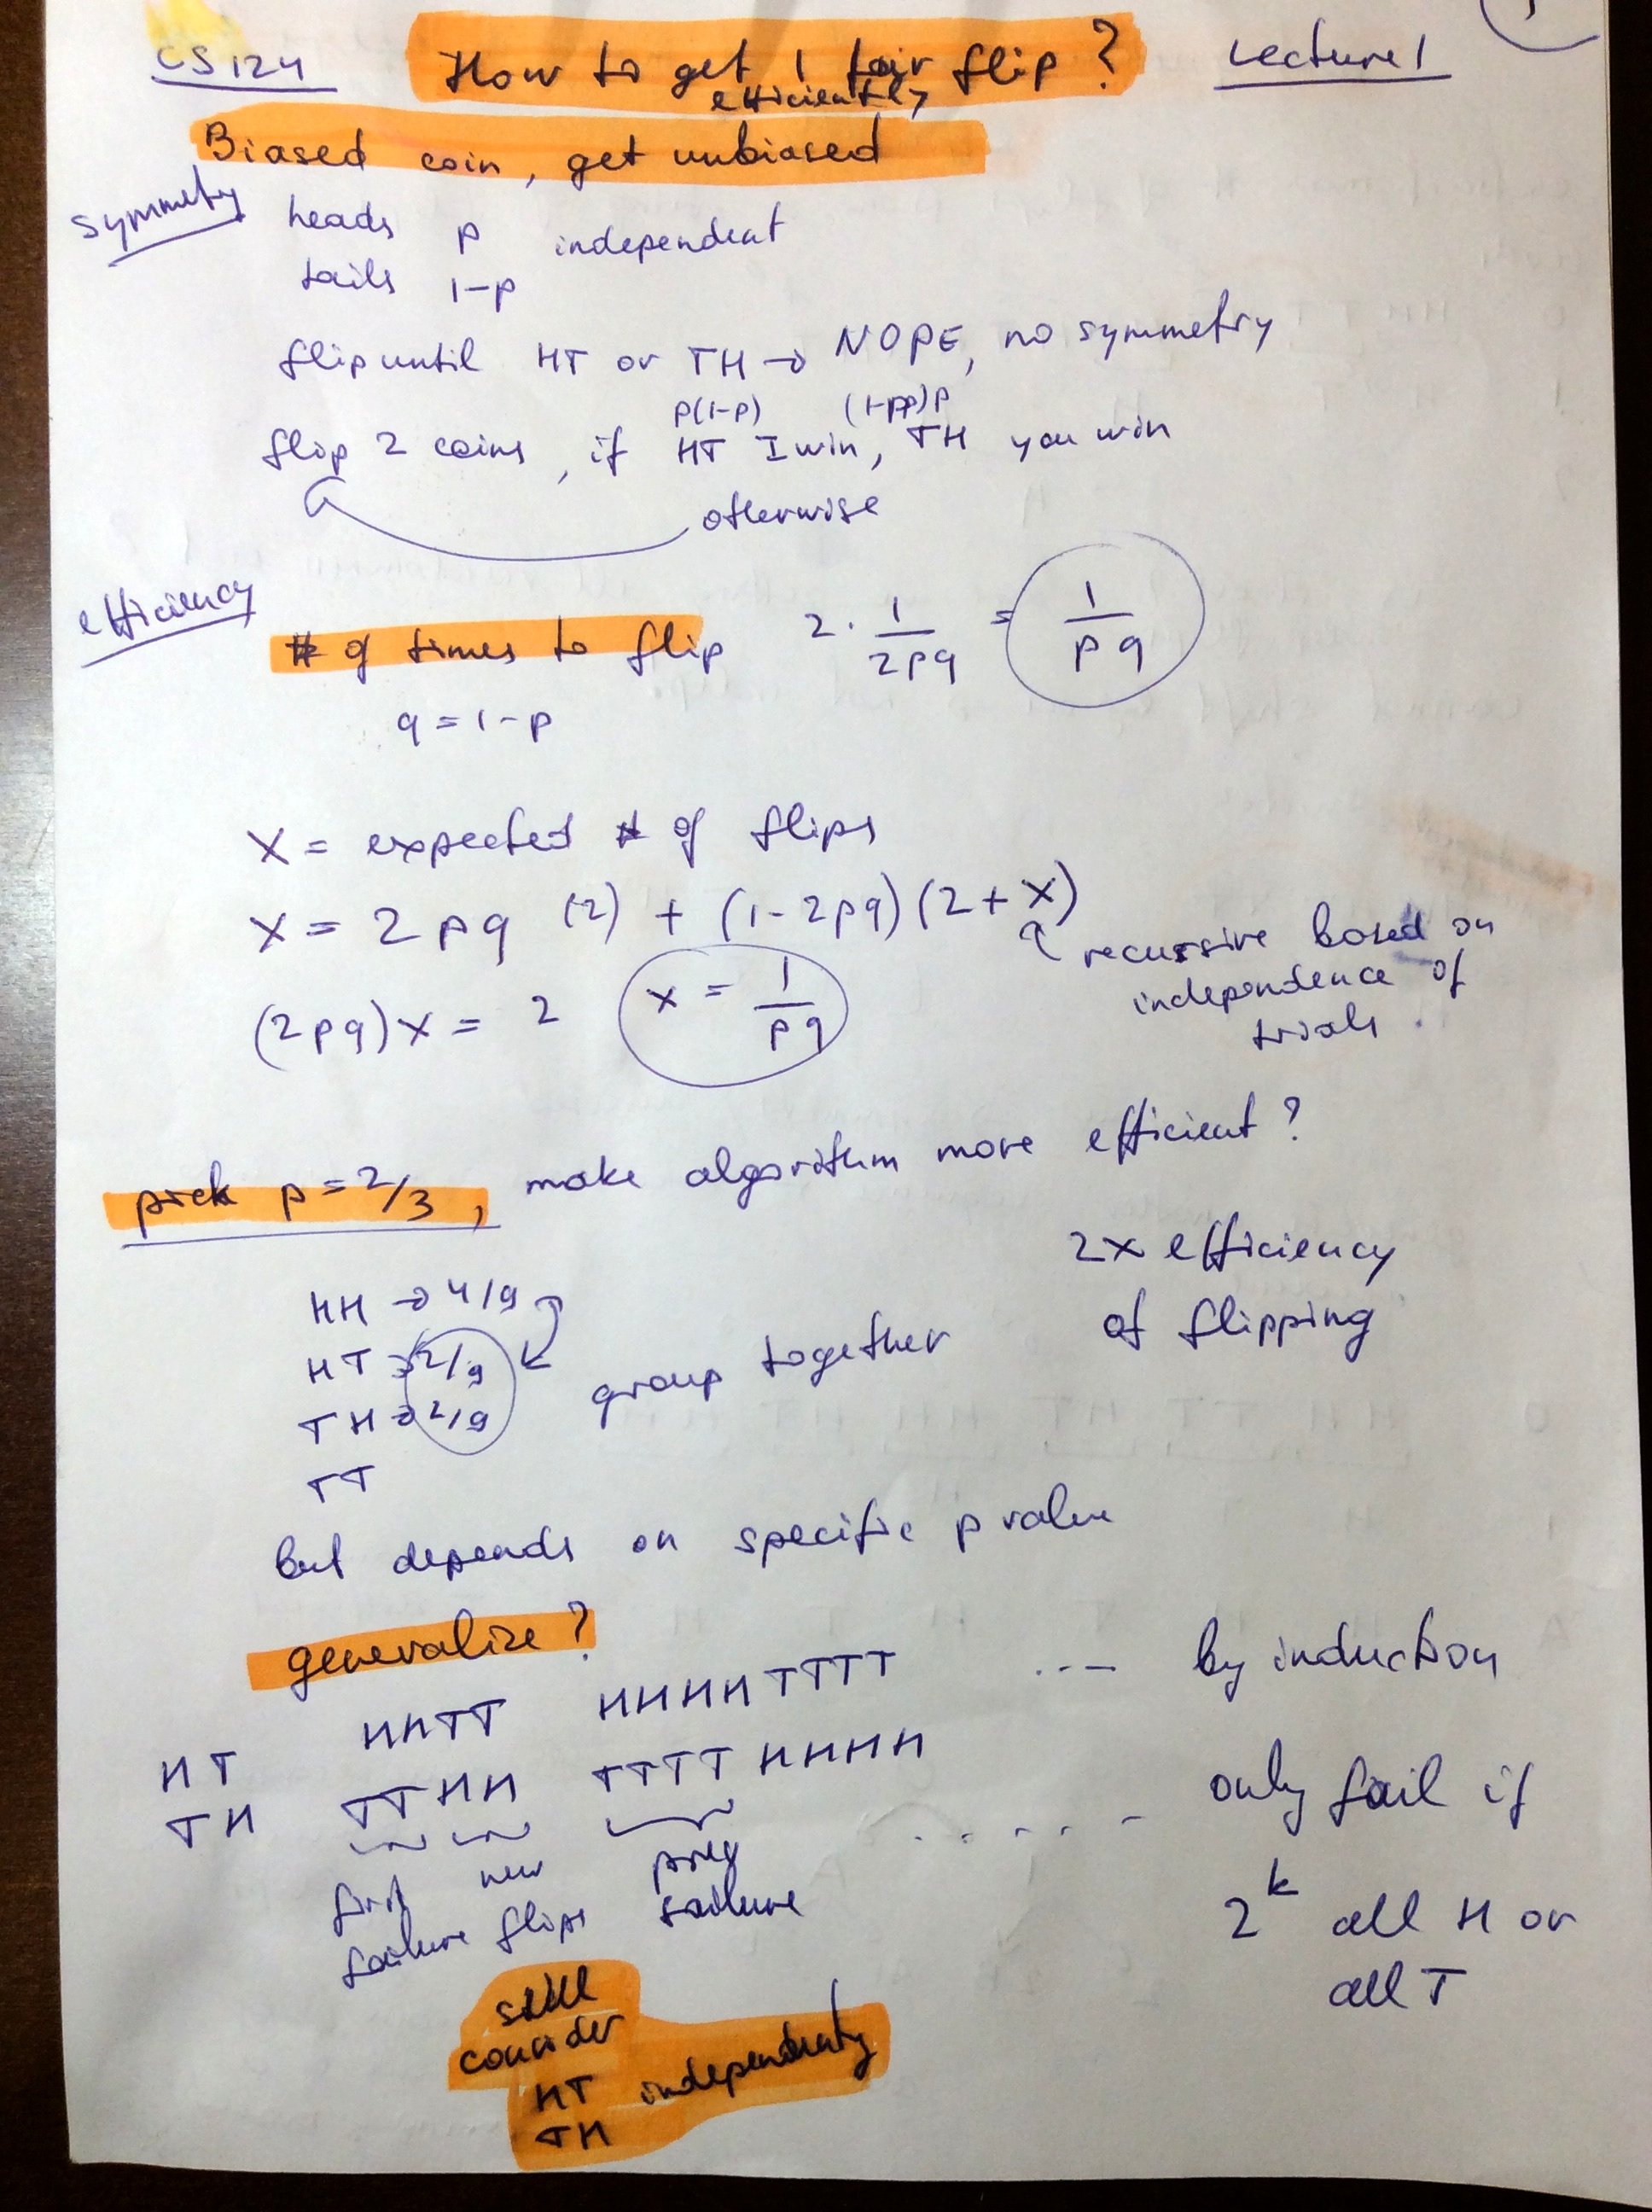 CS124 How to get 1 fair flip? Lecture 1
efficiently
Biased coin, get unbiased
symmetry
heads p independent
tails 1-p
flip until HT or TH → NOPE, no symmetry
p(1-p) (1-p)p
flip 2 coins, if HT I win, TH you win
otherwise
efficiency
# of times to flip 2 · 1/2pq = 1/pq
q = 1-p
X = expected # of flips
X = 2pq (2) + (1-2pq)(2+X)
recursive based on
independence of
trials.
(2pq)X = 2 x = 1/pq
pick p = 2/3, make algorithm more efficient?
2x efficiency
of flipping
HH → 4/9
HT → 2/9
group together
TH → 2/9
TT
but depends on specific p value
generalize?
HT HHTT HHHHTTTT --- by induction
TH TTHH TTTTHHHH ...... only fail if
2^k all H or
all T
first new prev
failure flips failure
still
consider
HT independently
TH